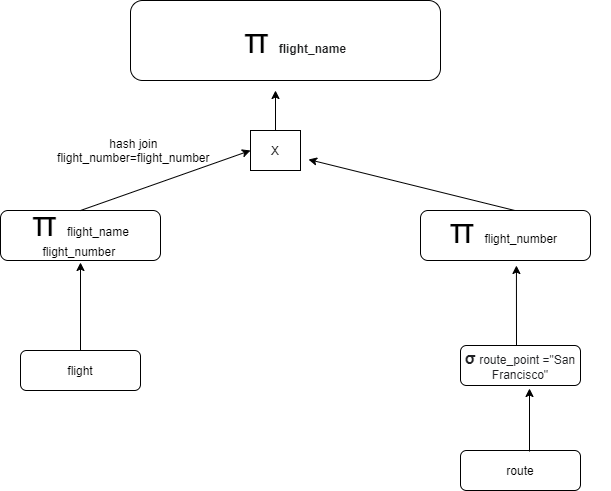 π flight_name
hash join
flight_number=flight_number
X
π flight_name
flight_number
π flight_number
flight
σ route_point ="San
Francisco"
route